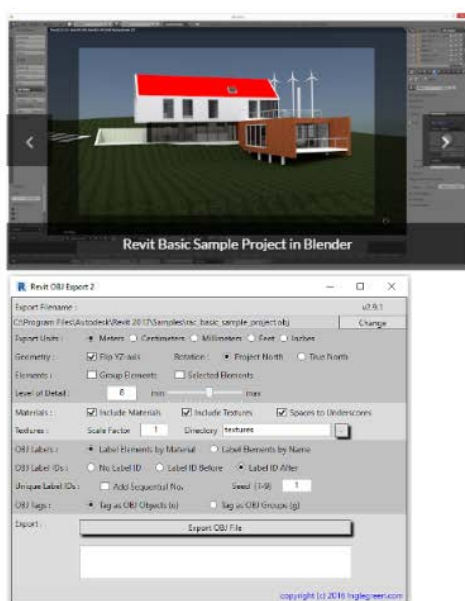 Revit Basic Sample Project in Blender
Revit OBJ Export 2
Export Filename : v2.9.1
C:\Program Files\Autodesk\Revit 2017\Samples\rac_basic_sample_project.obj Change
Export Units : Meters Centimeters Millimeters Feet Inches
Geometry : Flip YZ-axis Rotation : Project North True North
Elements : Group Elements Selected Elements
Level of Detail : 8 min max
Materials : Include Materials Include Textures Spaces to Underscores
Textures : Scale Factor 1 Directory textures
OBJ Labels : Label Elements by Material Label Elements by Name
OBJ Label IDs : No Label ID Label ID Before Label ID After
Unique Label IDs : Add Sequential No. Seed (1-9) 1
OBJ Tags : Tag as OBJ Objects (o) Tag as OBJ Groups (g)
Export : Export OBJ File
copyright (c) 2016 inglegreen.com